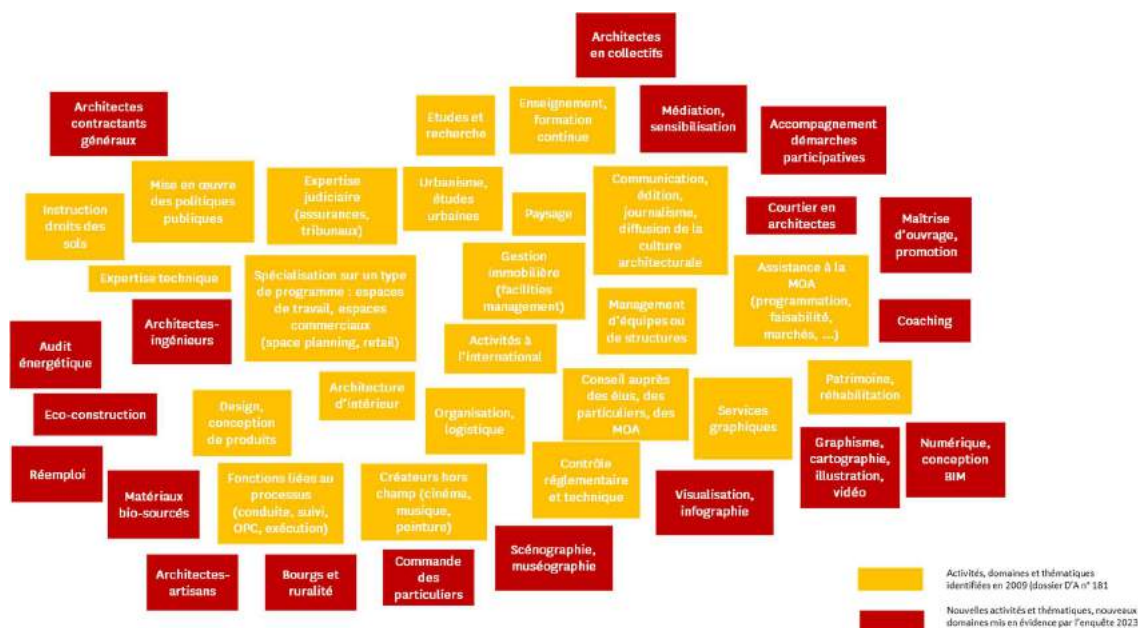 Architectes
en collectifs
Architectes
contractants
généraux
Etudes et
recherche
Enseignement,
formation
continue
Médiation,
sensibilisation
Accompagnement
démarches
participatives
Mise en œuvre
des politiques
publiques
Expertise
judiciaire
(assurances,
tribunaux)
Urbanisme,
études
urbaines
Paysage
Communication,
édition,
journalisme,
diffusion de la
culture
architecturale
Courtier en
architectes
Maîtrise
d'ouvrage,
promotion
Instruction
droits des
sols
Expertise technique
Spécialisation sur un type
de programme : espaces
de travail, espaces
commerciaux
(space planning, retail)
Gestion
immobilière
(facilities
management)
Management
d'équipes ou
de structures
Assistance à la
MOA
(programmation,
faisabilité,
marchés, ...)
Coaching
Audit
énergétique
Architectes-
ingénieurs
Activités à
l'international
Eco-construction
Design,
conception
de produits
Architecture
d'intérieur
Organisation,
logistique
Conseil auprès
des élus, des
particuliers, des
MOA
Services
graphiques
Patrimoine,
réhabilitation
Réemploi
Matériaux
bio-sourcés
Fonctions liées au
processus
(conduite, suivi,
OPC, exécution)
Créateurs hors
champ (cinéma,
musique,
peinture)
Contrôle
réglementaire
et technique
Visualisation,
infographie
Graphisme,
cartographie,
illustration,
vidéo
Numérique,
conception
BIM
Architectes-
artisans
Bourgs et
ruralité
Commande
des
particuliers
Scénographie,
muséographie
Activités, domaines et thématiques
identifiées en 2009 (dossier D'A n° 181
Nouvelles activités et thématiques, nouveaux
domaines mis en évidence par l'enquête 2023